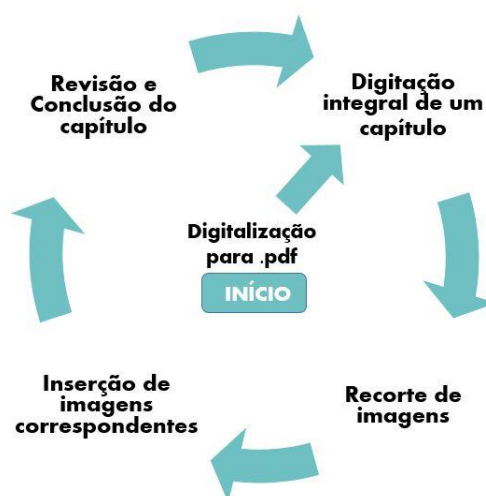 Revisão e
Conclusão do
capítulo
Digitação
integral de um
capítulo
Digitalização
para .pdf
INÍCIO
Inserção de
imagens
correspondentes
Recorte de
imagens